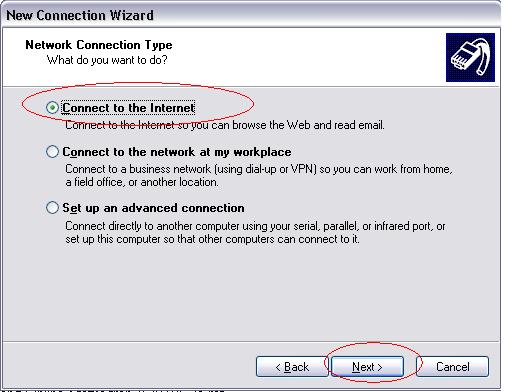 New Connection Wizard
Network Connection Type
What do you want to do?
Connect to the Internet
Connect to the Internet so you can browse the Web and read email.
Connect to the network at my workplace
Connect to a business network (using dial-up or VPN) so you can work from home,
a field office, or another location.
Set up an advanced connection
Connect directly to another computer using your serial, parallel, or infrared port, or
set up this computer so that other computers can connect to it.
< Back
Next >
Cancel